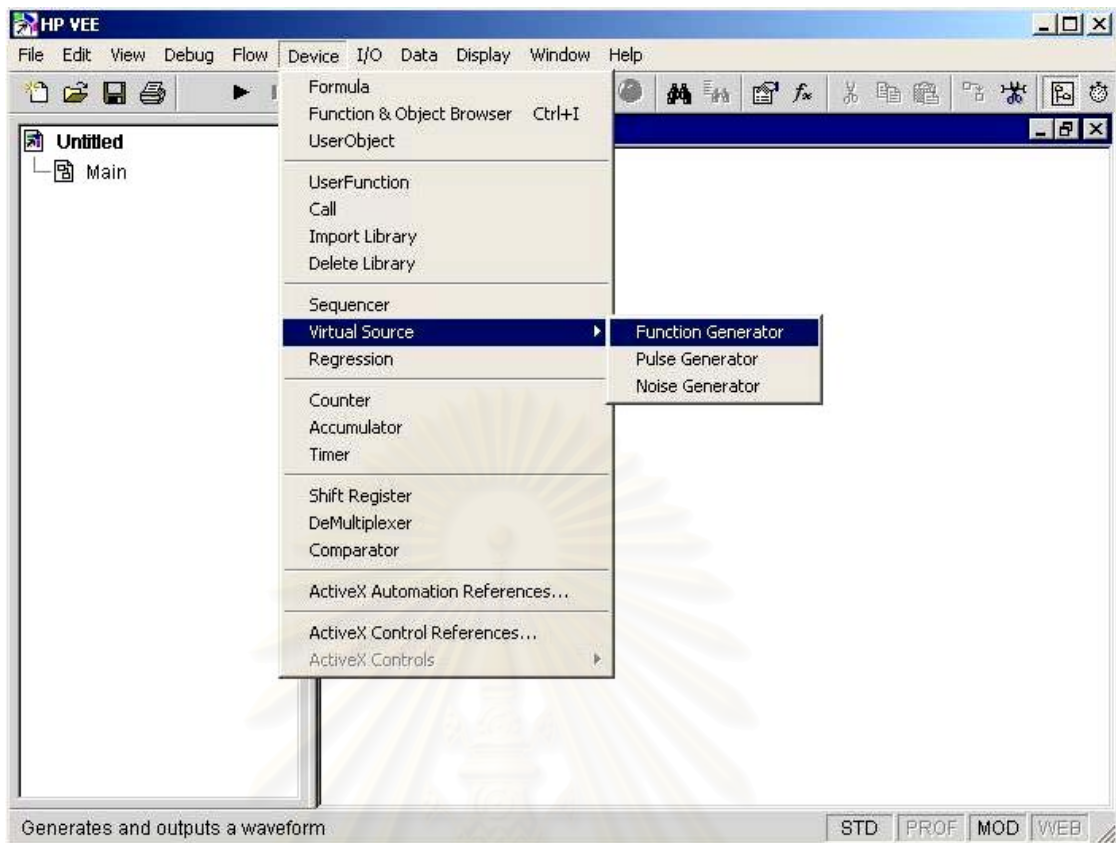 HP VEE
File Edit View Debug Flow Device I/O Data Display Window Help
Untitled
Main
Formula
Function & Object Browser Ctrl+I
UserObject
UserFunction
Call
Import Library
Delete Library
Sequencer
Virtual Source
Regression
Counter
Accumulator
Timer
Shift Register
DeMultiplexer
Comparator
ActiveX Automation References...
ActiveX Control References...
ActiveX Controls
Function Generator
Pulse Generator
Noise Generator
Generates and outputs a waveform
STD PROF MOD WEB